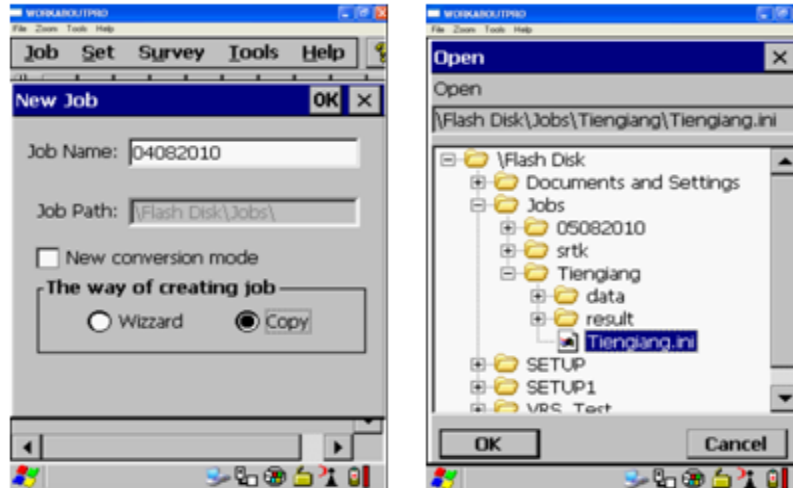 WORKABOUTPRO
File Zoom Tools Help
Job Set Survey Tools Help
New Job OK
Job Name: 04082010
Job Path: \Flash Disk\Jobs\
New conversion mode
The way of creating job
Wizzard Copy
WORKABOUTPRO
File Zoom Tools Help
Open
Open
\Flash Disk\Jobs\Tiengiang\Tiengiang.ini
\Flash Disk
Documents and Settings
Jobs
05082010
srtk
Tiengiang
data
result
Tiengiang.ini
SETUP
SETUP1
VRS Test
OK Cancel